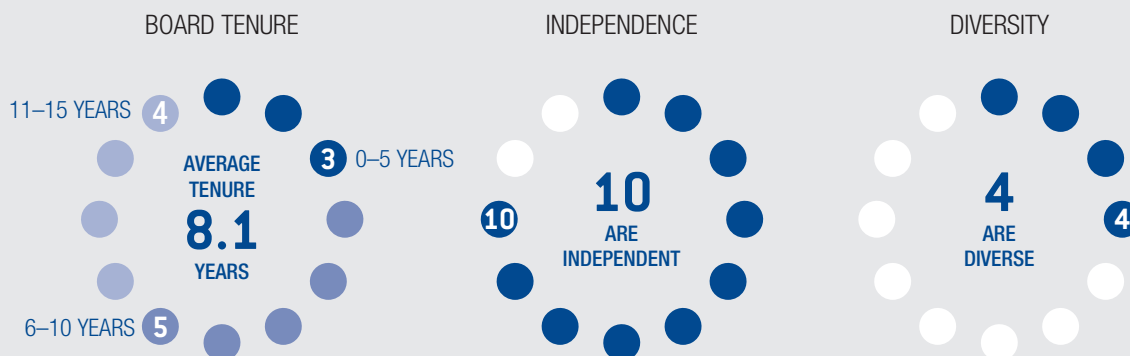 BOARD TENURE
11–15 YEARS 4
3 0–5 YEARS
AVERAGE
TENURE
8.1
YEARS
6–10 YEARS 5
INDEPENDENCE
10
10
ARE
INDEPENDENT
DIVERSITY
4
4
ARE
DIVERSE